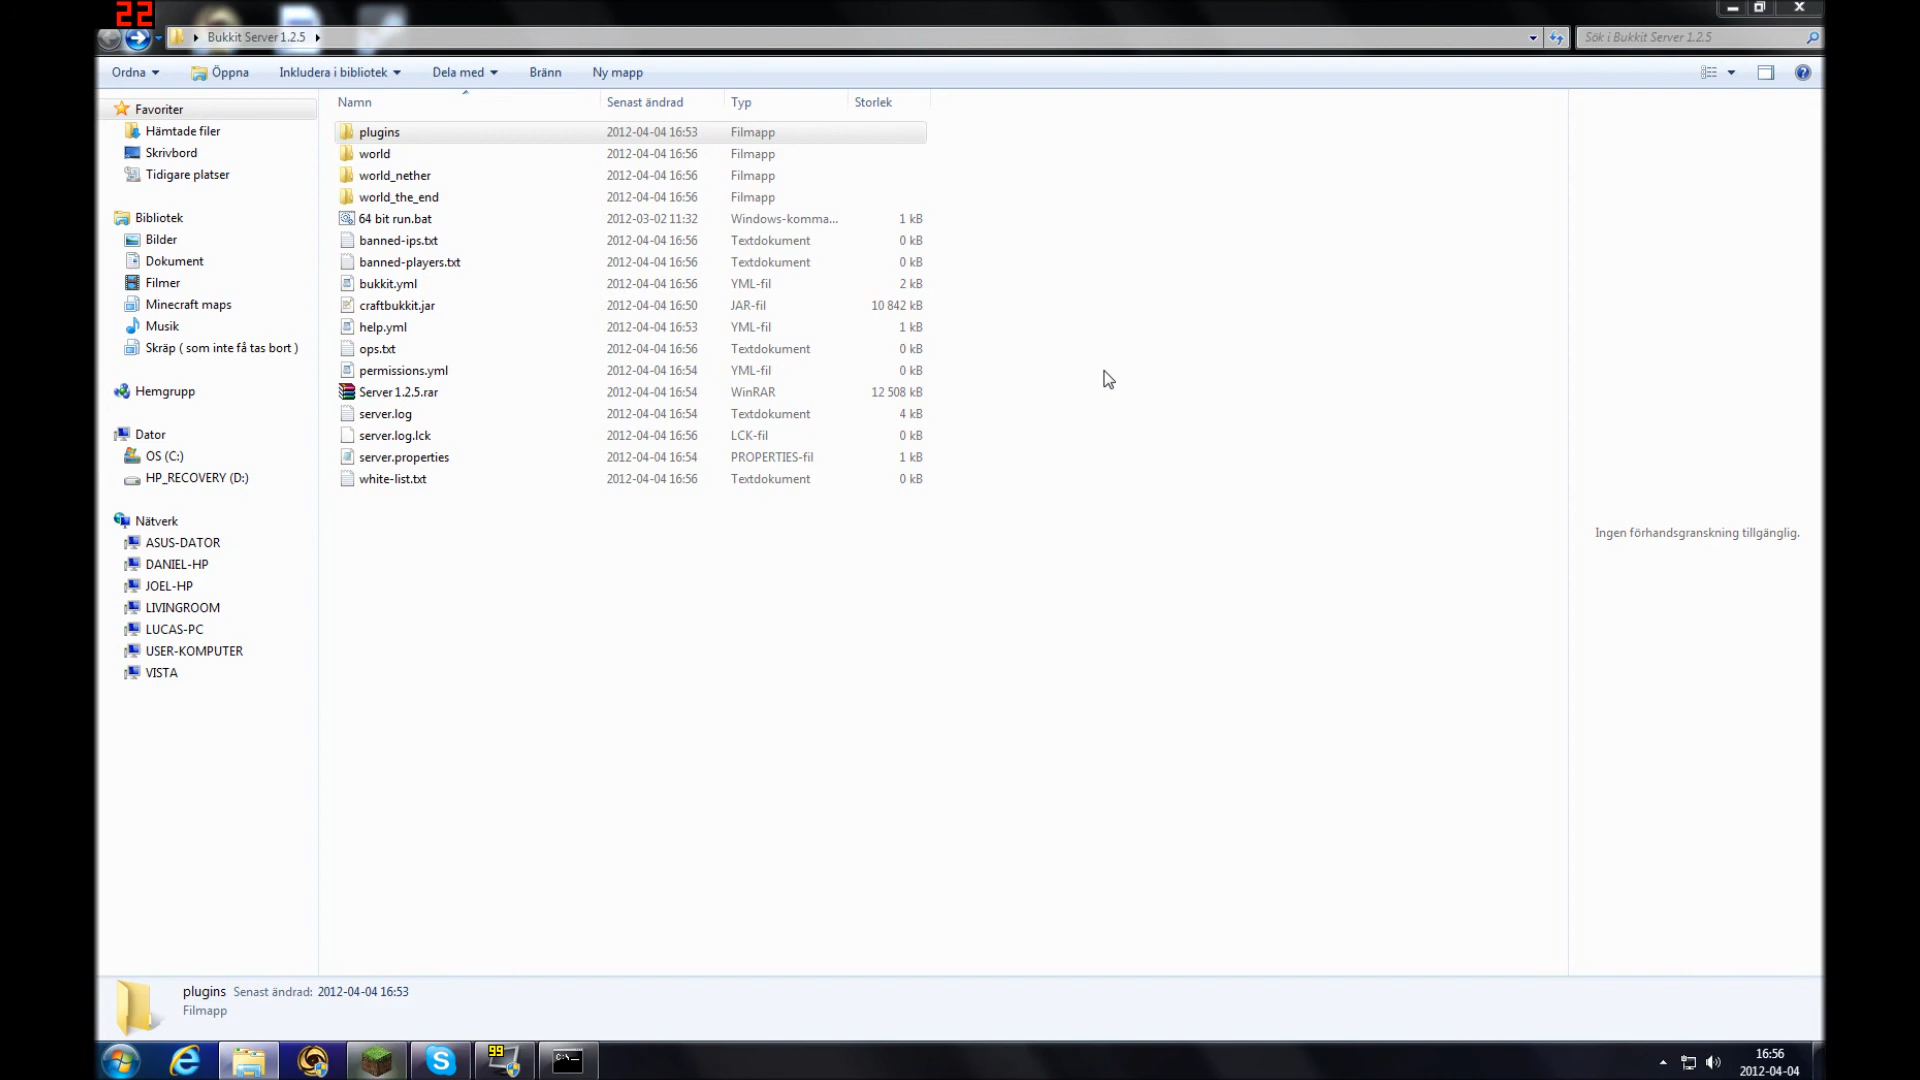 22
Bukkit Server 1.2.5
Sök i Bukkit Server 1.2.5
Ordna Öppna Inkludera i bibliotek Dela med Bränn Ny mapp
Namn Senast ändrad Typ Storlek
Favoriter
Hämtade filer
Skrivbord
Tidigare platser
Bibliotek
Bilder
Dokument
Filmer
Minecraft maps
Musik
Skräp ( som inte få tas bort )
Hemgrupp
Dator
OS (C:)
HP_RECOVERY (D:)
Nätverk
ASUS-DATOR
DANIEL-HP
JOEL-HP
LIVINGROOM
LUCAS-PC
USER-KOMPUTER
VISTA
plugins 2012-04-04 16:53 Filmapp
world 2012-04-04 16:56 Filmapp
world_nether 2012-04-04 16:56 Filmapp
world_the_end 2012-04-04 16:56 Filmapp
64 bit run.bat 2012-03-02 11:32 Windows-komma... 1 kB
banned-ips.txt 2012-04-04 16:56 Textdokument 0 kB
banned-players.txt 2012-04-04 16:56 Textdokument 0 kB
bukkit.yml 2012-04-04 16:56 YML-fil 2 kB
craftbukkit.jar 2012-04-04 16:50 JAR-fil 10 842 kB
help.yml 2012-04-04 16:53 YML-fil 1 kB
ops.txt 2012-04-04 16:56 Textdokument 0 kB
permissions.yml 2012-04-04 16:54 YML-fil 0 kB
Server 1.2.5.rar 2012-04-04 16:54 WinRAR 12 508 kB
server.log 2012-04-04 16:54 Textdokument 4 kB
server.log.lck 2012-04-04 16:56 LCK-fil 0 kB
server.properties 2012-04-04 16:54 PROPERTIES-fil 1 kB
white-list.txt 2012-04-04 16:56 Textdokument 0 kB
Ingen förhandsgranskning tillgänglig.
plugins Senast ändrad: 2012-04-04 16:53
Filmapp
99
C:\
16:56
2012-04-04